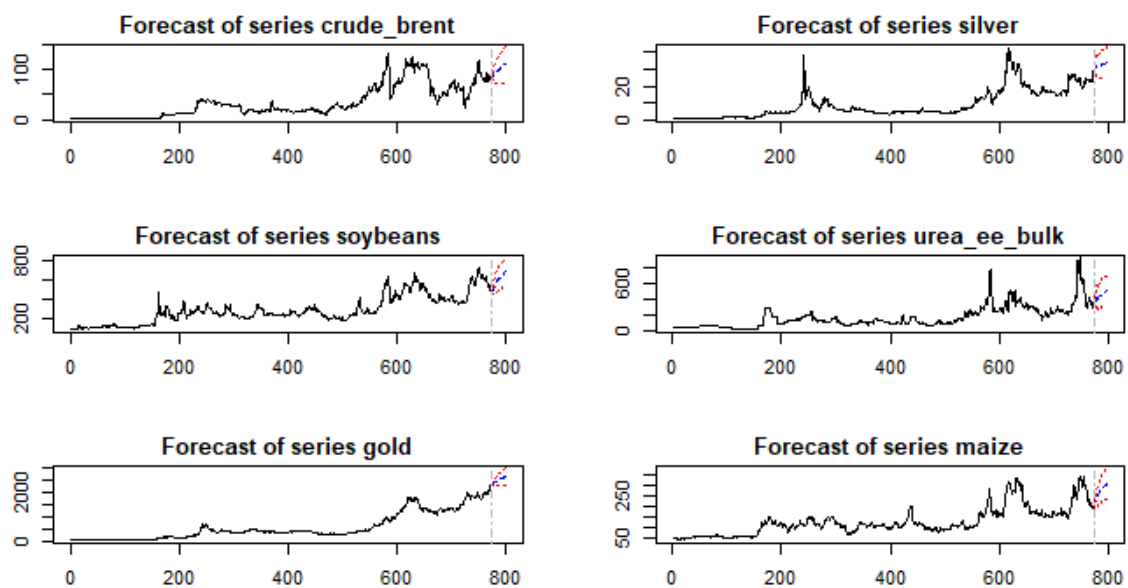 Forecast of series crude_brent
0 100
0 200 400 600 800
Forecast of series silver
0 20
0 200 400 600 800
Forecast of series soybeans
200 800
0 200 400 600 800
Forecast of series urea_ee_bulk
0 600
0 200 400 600 800
Forecast of series gold
0 2000
0 200 400 600 800
Forecast of series maize
50 250
0 200 400 600 800